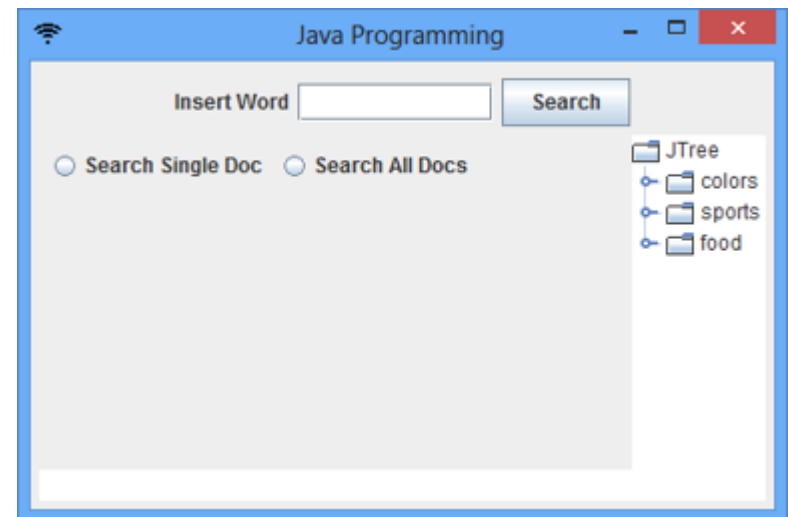 Java Programming
Insert Word Search
Search Single Doc Search All Docs
JTree
colors
sports
food